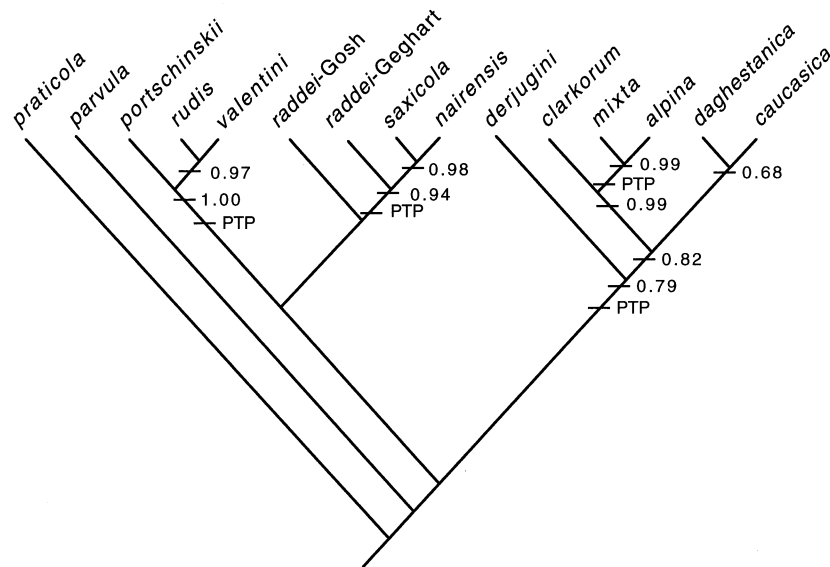 praticola
parvula
portschinskii
rudis
valentini
raddei-Gosh
raddei-Geghart
saxicola
nairensis
derjugini
clarkorum
mixta
alpina
daghestanica
caucasica
0.97
1.00
PTP
0.98
0.94
PTP
0.99
PTP
0.99
0.68
0.82
0.79
PTP